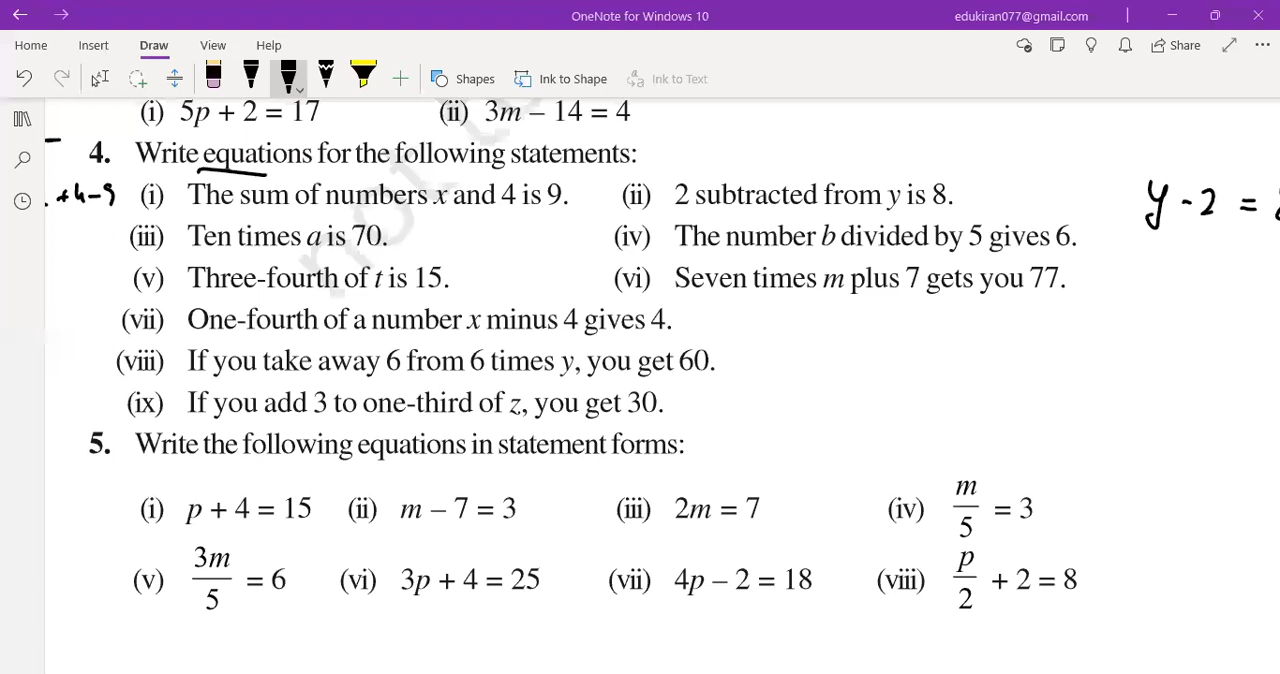 OneNote for Windows 10
edukiran077@gmail.com
Home Insert Draw View Help
Share
Shapes Ink to Shape Ink to Text
(i) 5p + 2 = 17 (ii) 3m – 14 = 4
4. Write equations for the following statements:
+4-9 (i) The sum of numbers x and 4 is 9. (ii) 2 subtracted from y is 8. y - 2 =
(iii) Ten times a is 70. (iv) The number b divided by 5 gives 6.
(v) Three-fourth of t is 15. (vi) Seven times m plus 7 gets you 77.
(vii) One-fourth of a number x minus 4 gives 4.
(viii) If you take away 6 from 6 times y, you get 60.
(ix) If you add 3 to one-third of z, you get 30.
5. Write the following equations in statement forms:
(i) p + 4 = 15 (ii) m – 7 = 3 (iii) 2m = 7 (iv) m/5 = 3
(v) 3m/5 = 6 (vi) 3p + 4 = 25 (vii) 4p – 2 = 18 (viii) p/2 + 2 = 8
not